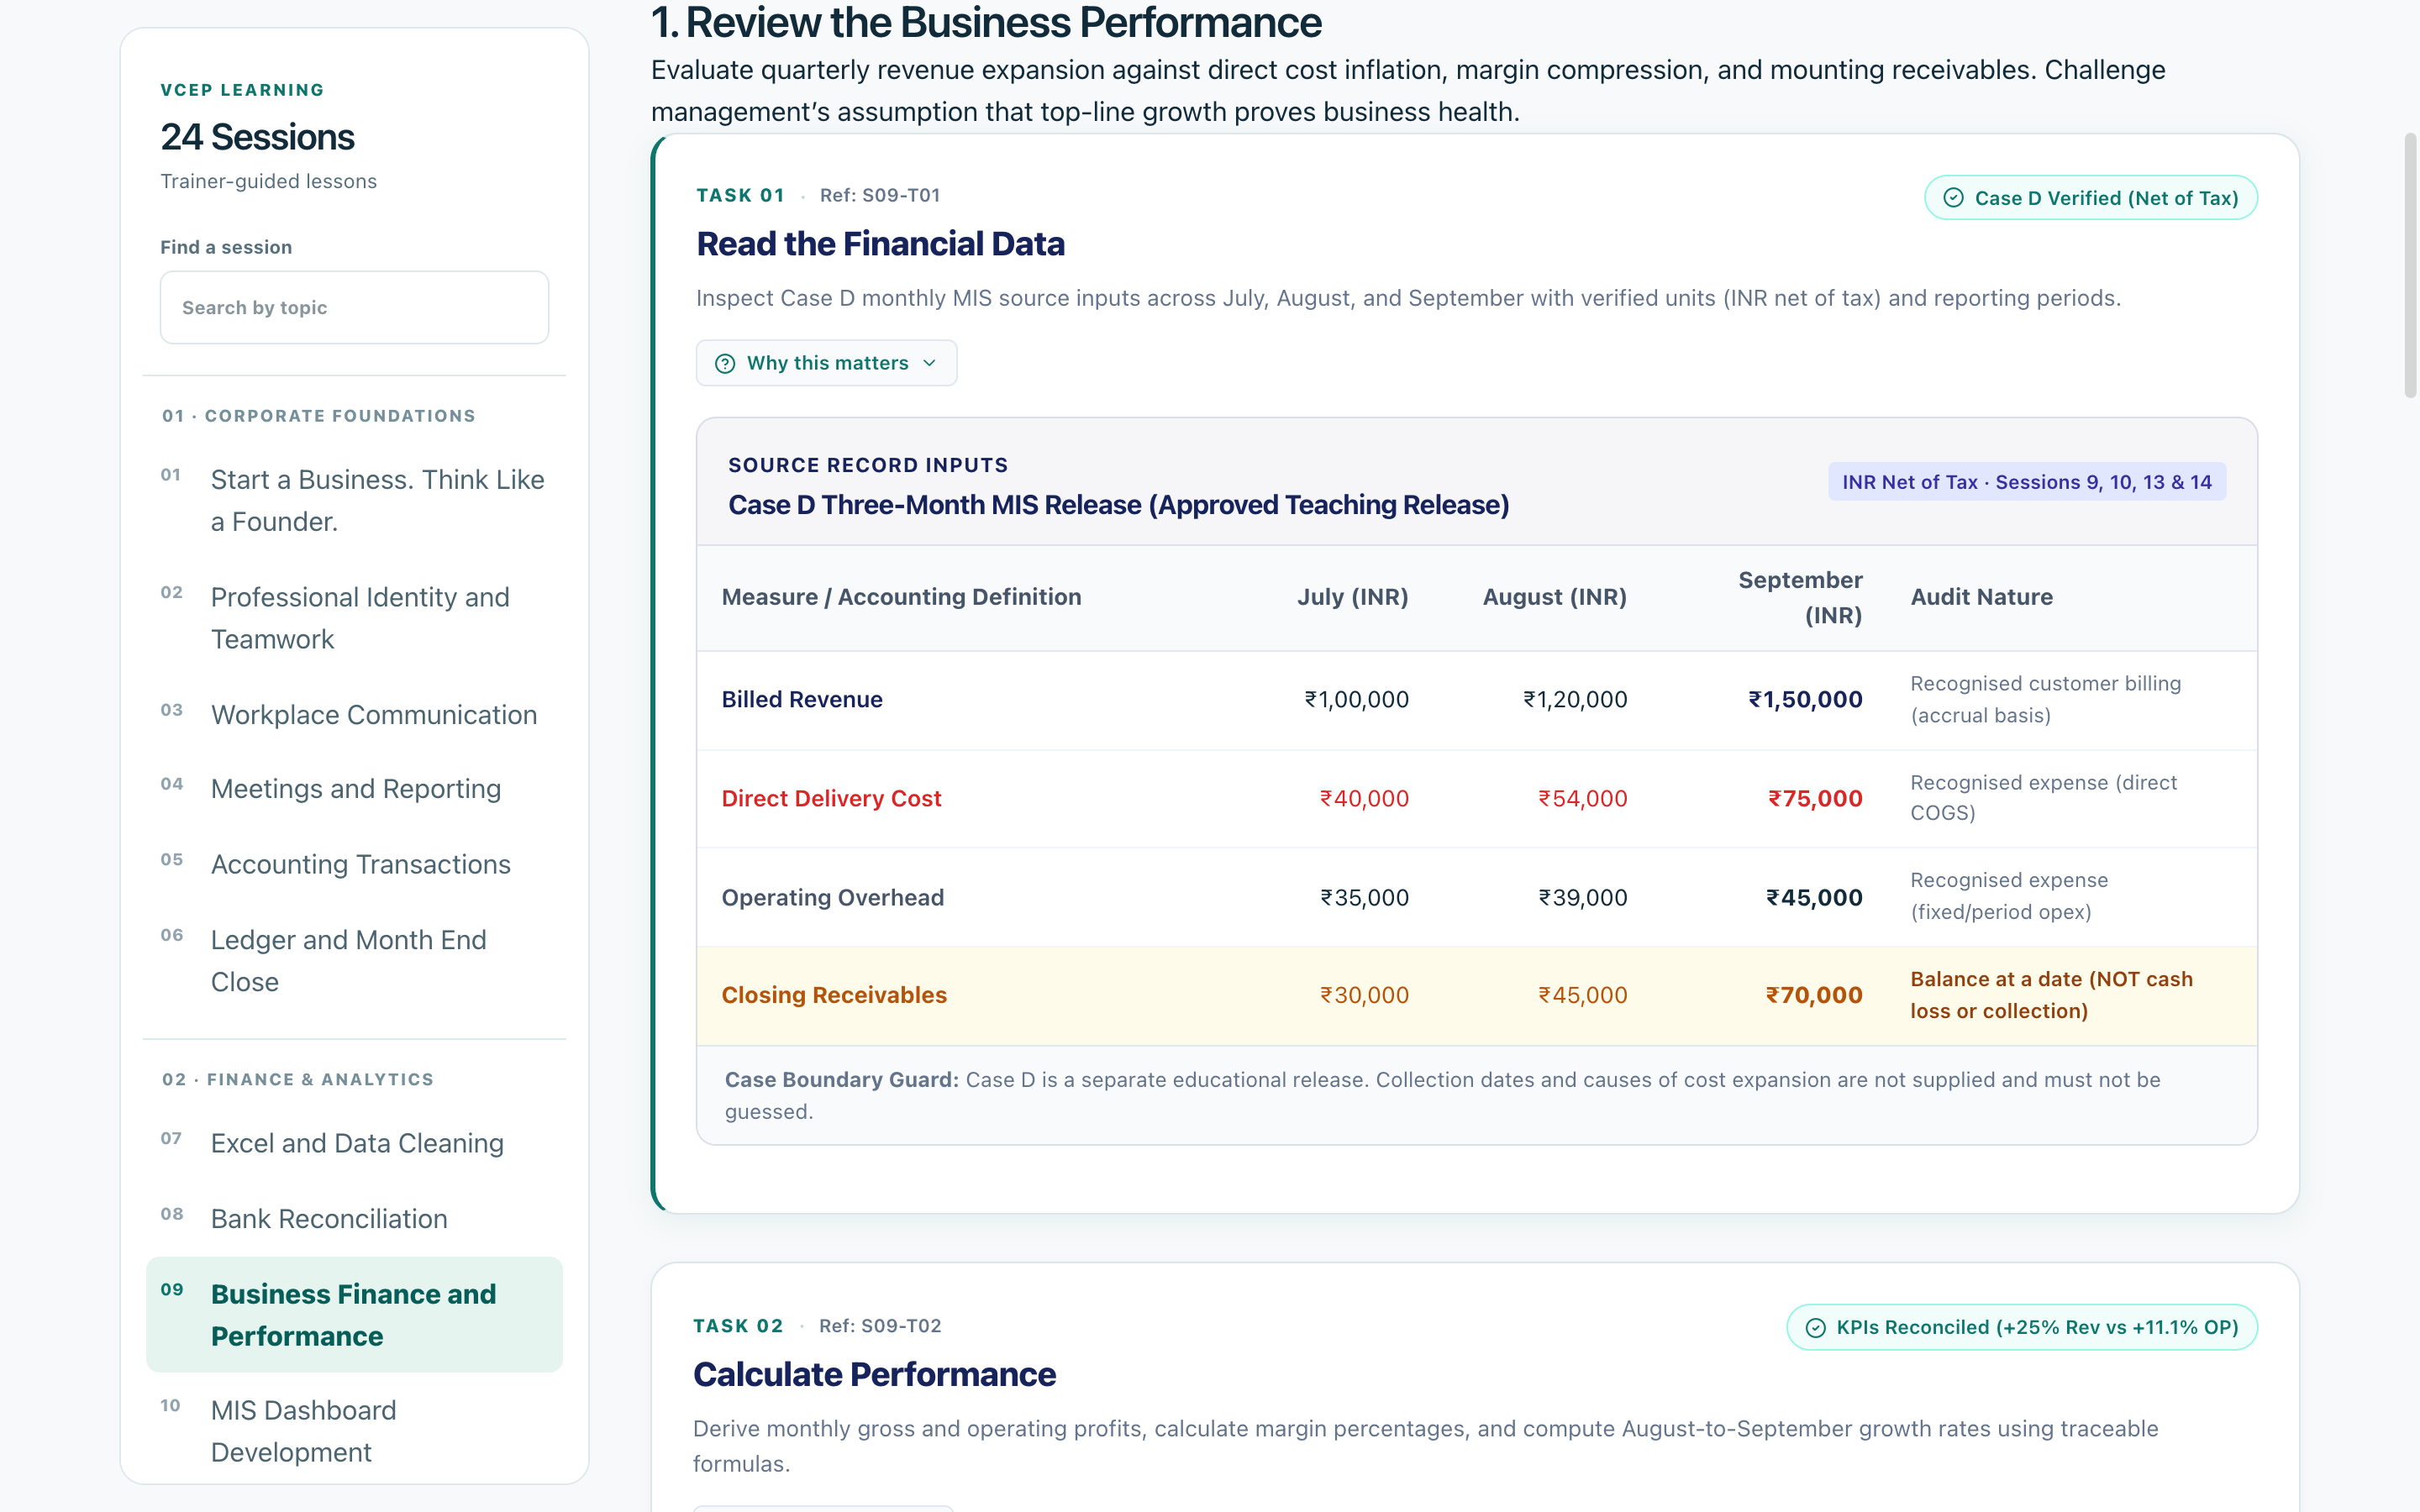 VCEP LEARNING
24 Sessions
Trainer-guided lessons
Find a session
Search by topic
01 · CORPORATE FOUNDATIONS
01 Start a Business. Think Like
a Founder.
02 Professional Identity and
Teamwork
03 Workplace Communication
04 Meetings and Reporting
05 Accounting Transactions
06 Ledger and Month End
Close
02 · FINANCE & ANALYTICS
07 Excel and Data Cleaning
08 Bank Reconciliation
09 Business Finance and
Performance
10 MIS Dashboard
Development
1. Review the Business Performance
Evaluate quarterly revenue expansion against direct cost inflation, margin compression, and mounting receivables. Challenge
management’s assumption that top-line growth proves business health.
TASK 01 · Ref: S09-T01
Case D Verified (Net of Tax)
Read the Financial Data
Inspect Case D monthly MIS source inputs across July, August, and September with verified units (INR net of tax) and reporting periods.
Why this matters
SOURCE RECORD INPUTS
Case D Three-Month MIS Release (Approved Teaching Release)
INR Net of Tax · Sessions 9, 10, 13 & 14
Measure / Accounting Definition July (INR) August (INR) September
(INR) Audit Nature
Billed Revenue ₹1,00,000 ₹1,20,000 ₹1,50,000 Recognised customer billing
(accrual basis)
Direct Delivery Cost ₹40,000 ₹54,000 ₹75,000 Recognised expense (direct
COGS)
Operating Overhead ₹35,000 ₹39,000 ₹45,000 Recognised expense
(fixed/period opex)
Closing Receivables ₹30,000 ₹45,000 ₹70,000 Balance at a date (NOT cash
loss or collection)
Case Boundary Guard: Case D is a separate educational release. Collection dates and causes of cost expansion are not supplied and must not be
guessed.
TASK 02 · Ref: S09-T02
KPIs Reconciled (+25% Rev vs +11.1% OP)
Calculate Performance
Derive monthly gross and operating profits, calculate margin percentages, and compute August-to-September growth rates using traceable
formulas.